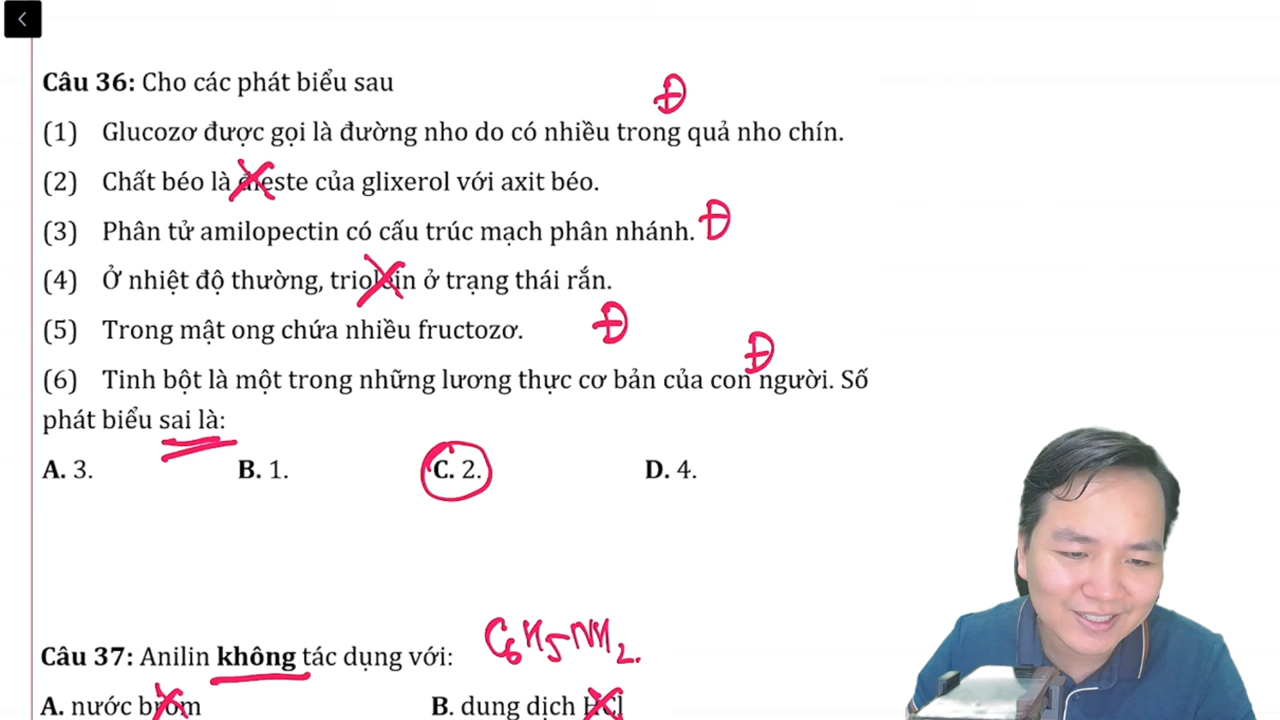 Câu 36: Cho các phát biểu sau
Đ
(1) Glucozơ được gọi là đường nho do có nhiều trong quả nho chín.
(2) Chất béo là đieste của glixerol với axit béo.
(3) Phân tử amilopectin có cấu trúc mạch phân nhánh. Đ
(4) Ở nhiệt độ thường, triolein ở trạng thái rắn.
(5) Trong mật ong chứa nhiều fructozơ. Đ
Đ
(6) Tinh bột là một trong những lương thực cơ bản của con người. Số
phát biểu sai là:
A. 3. B. 1. C. 2. D. 4.
C6H5-NH2.
Câu 37: Anilin không tác dụng với:
A. nước brom B. dung dịch HCl